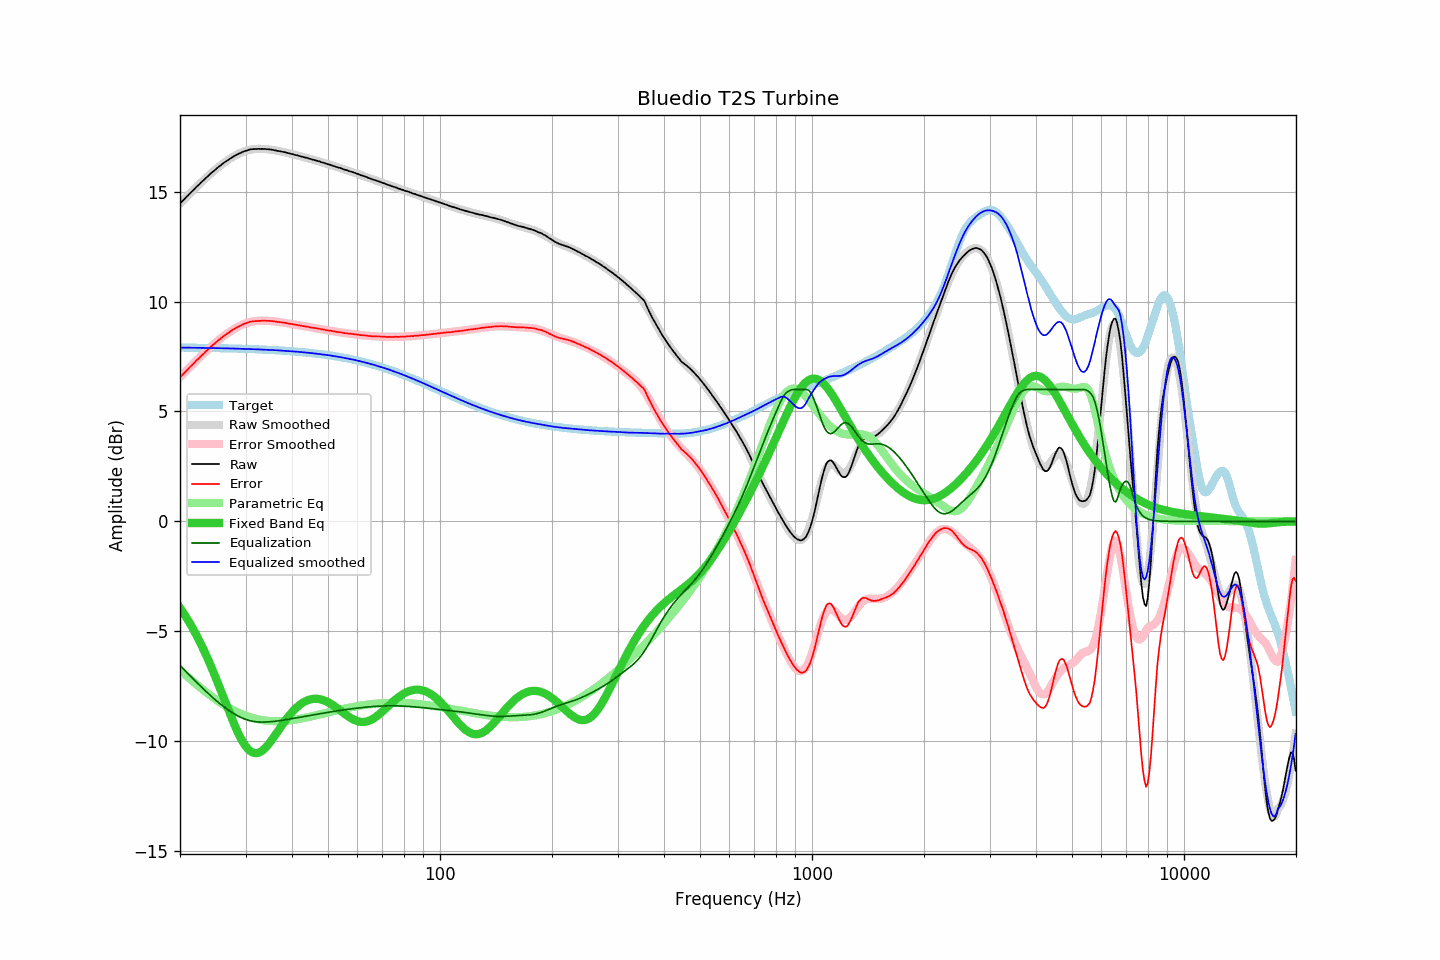 Bluedio T2S Turbine
Amplitude (dBr)
15
10
5
0
−5
−10
−15
Target
Raw Smoothed
Error Smoothed
Raw
Error
Parametric Eq
Fixed Band Eq
Equalization
Equalized smoothed
100
1000
10000
Frequency (Hz)